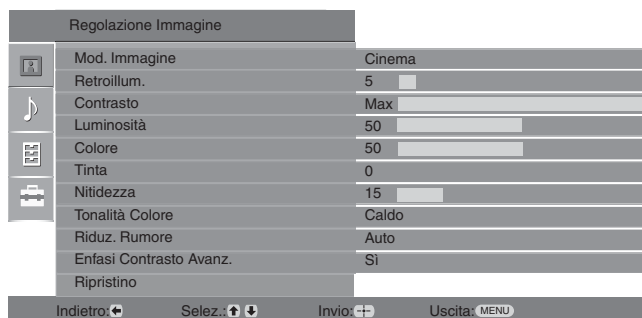 Regolazione Immagine
Mod. Immagine Cinema
Retroillum. 5
Contrasto Max
Luminosità 50
Colore 50
Tinta 0
Nitidezza 15
Tonalità Colore Caldo
Riduz. Rumore Auto
Enfasi Contrasto Avanz. Sì
Ripristino
Indietro: Selez.: Invio: Uscita: MENU